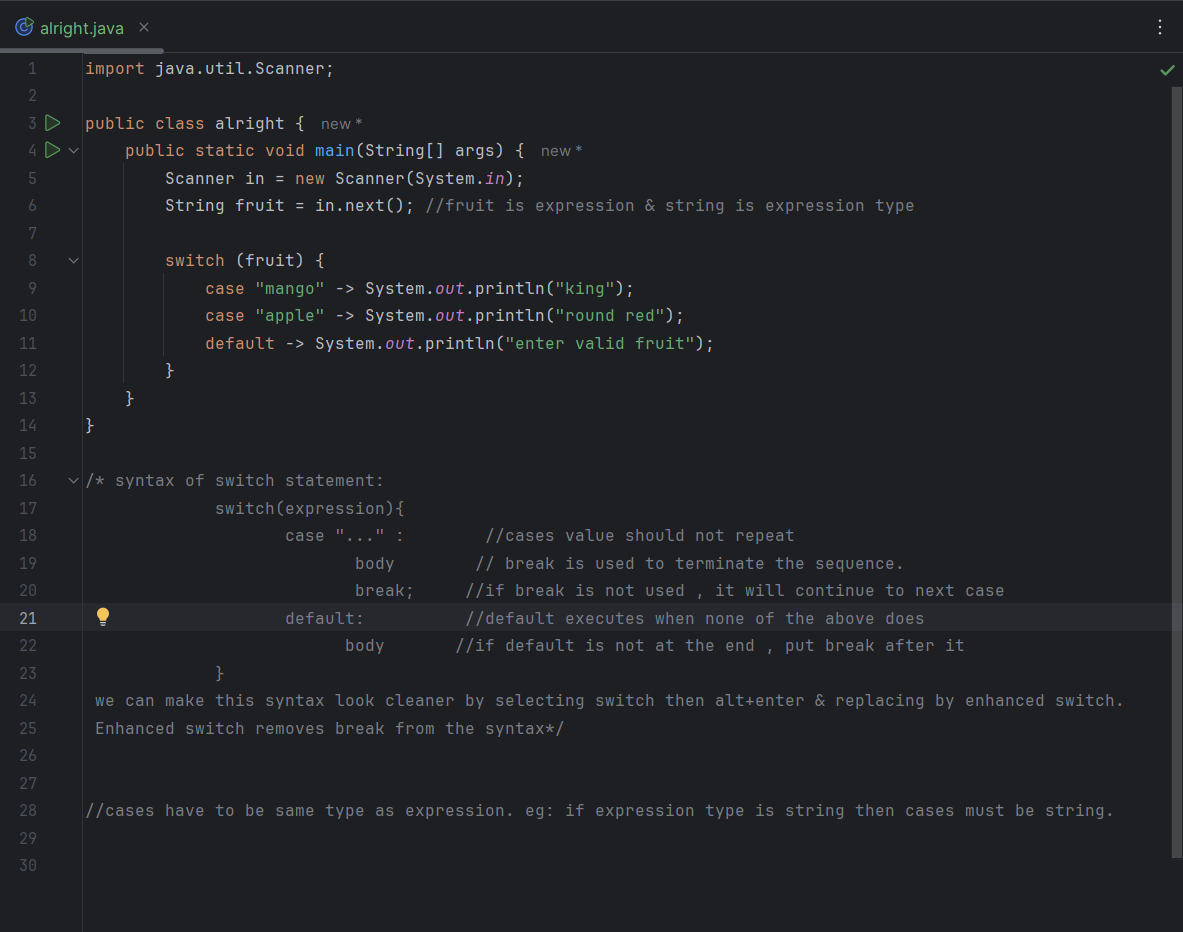 alright.java
1 import java.util.Scanner;
2
3 public class alright { new *
4 public static void main(String[] args) { new *
5 Scanner in = new Scanner(System.in);
6 String fruit = in.next(); //fruit is expression & string is expression type
7
8 switch (fruit) {
9 case "mango" -> System.out.println("king");
10 case "apple" -> System.out.println("round red");
11 default -> System.out.println("enter valid fruit");
12 }
13 }
14 }
15
16 /* syntax of switch statement:
17 switch(expression){
18 case "..." : //cases value should not repeat
19 body // break is used to terminate the sequence.
20 break; //if break is not used , it will continue to next case
21 default: //default executes when none of the above does
22 body //if default is not at the end , put break after it
23 }
24 we can make this syntax look cleaner by selecting switch then alt+enter & replacing by enhanced switch.
25 Enhanced switch removes break from the syntax*/
26
27
28 //cases have to be same type as expression. eg: if expression type is string then cases must be string.
29
30